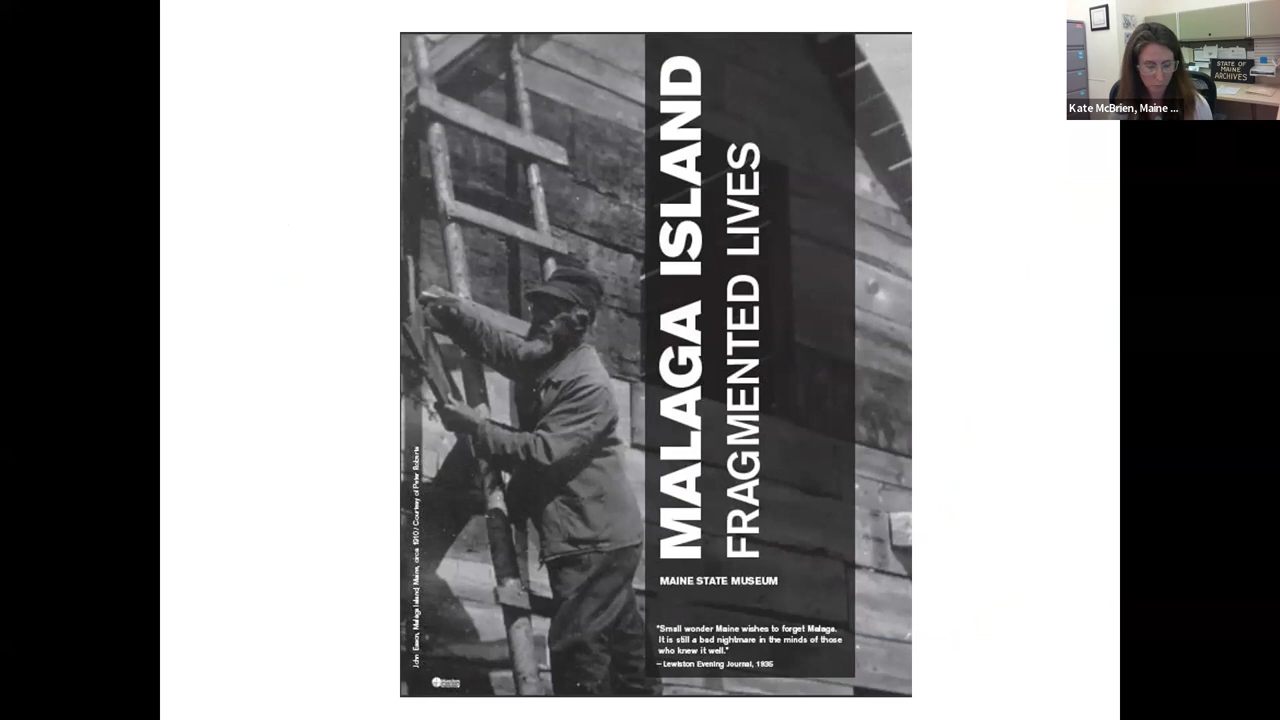 MALAGA ISLAND
FRAGMENTED LIVES
MAINE STATE MUSEUM
"Small wonder Maine wishes to forget Malaga.
It is still a bad nightmare in the minds of those
who knew it well."
– Lewiston Evening Journal, 1935
John Eason, Malaga Island, Maine, circa 1910 / Courtesy of Peter Roberts
STATE OF
MAINE
ARCHIVES
Kate McBrien, Maine ...